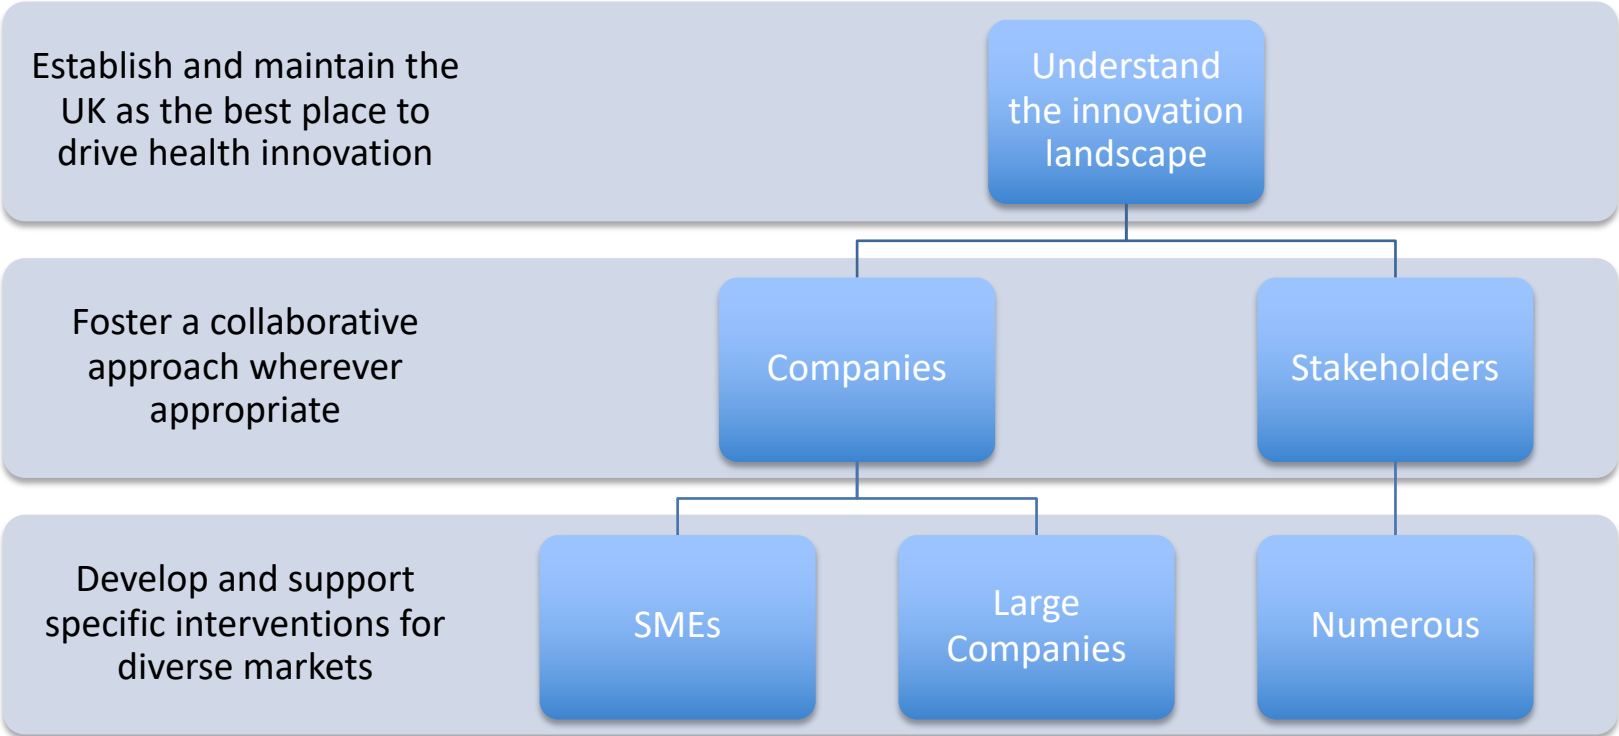 Establish and maintain the
UK as the best place to
drive health innovation
Understand
the innovation
landscape
Foster a collaborative
approach wherever
appropriate
Companies
Stakeholders
Develop and support
specific interventions for
diverse markets
SMEs
Large
Companies
Numerous